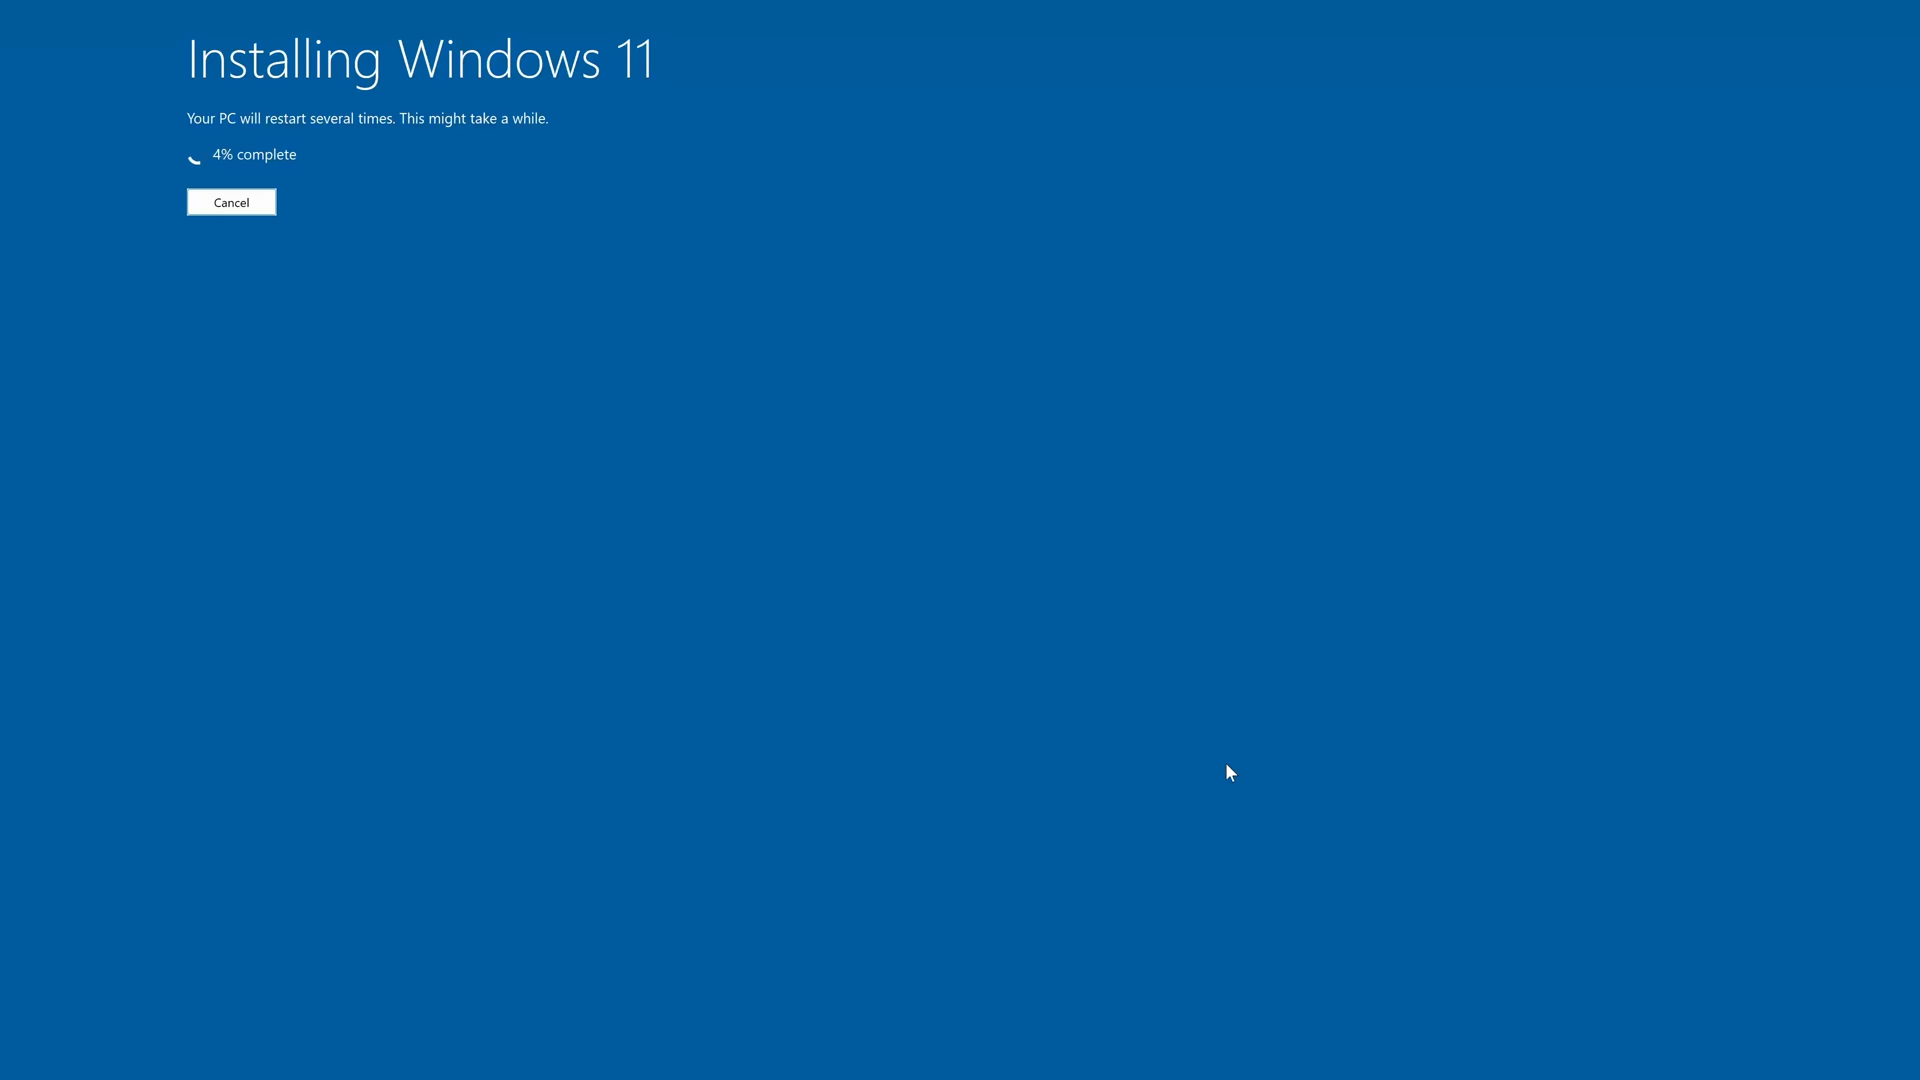 Installing Windows 11
Your PC will restart several times. This might take a while.
4% complete
Cancel